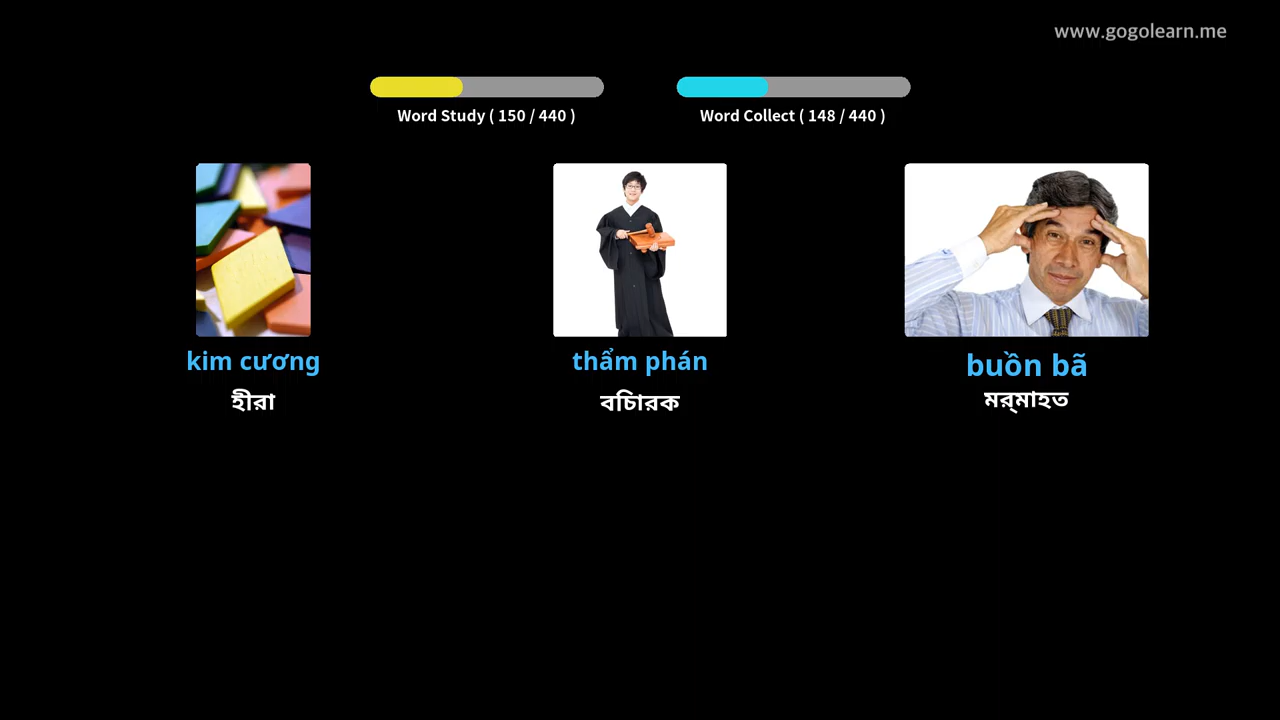 www.gogolearn.me
Word Study ( 150 / 440 )
Word Collect ( 148 / 440 )
kim cương
হীরা
thẩm phán
বিচারক
buồn bã
মর্মাহত